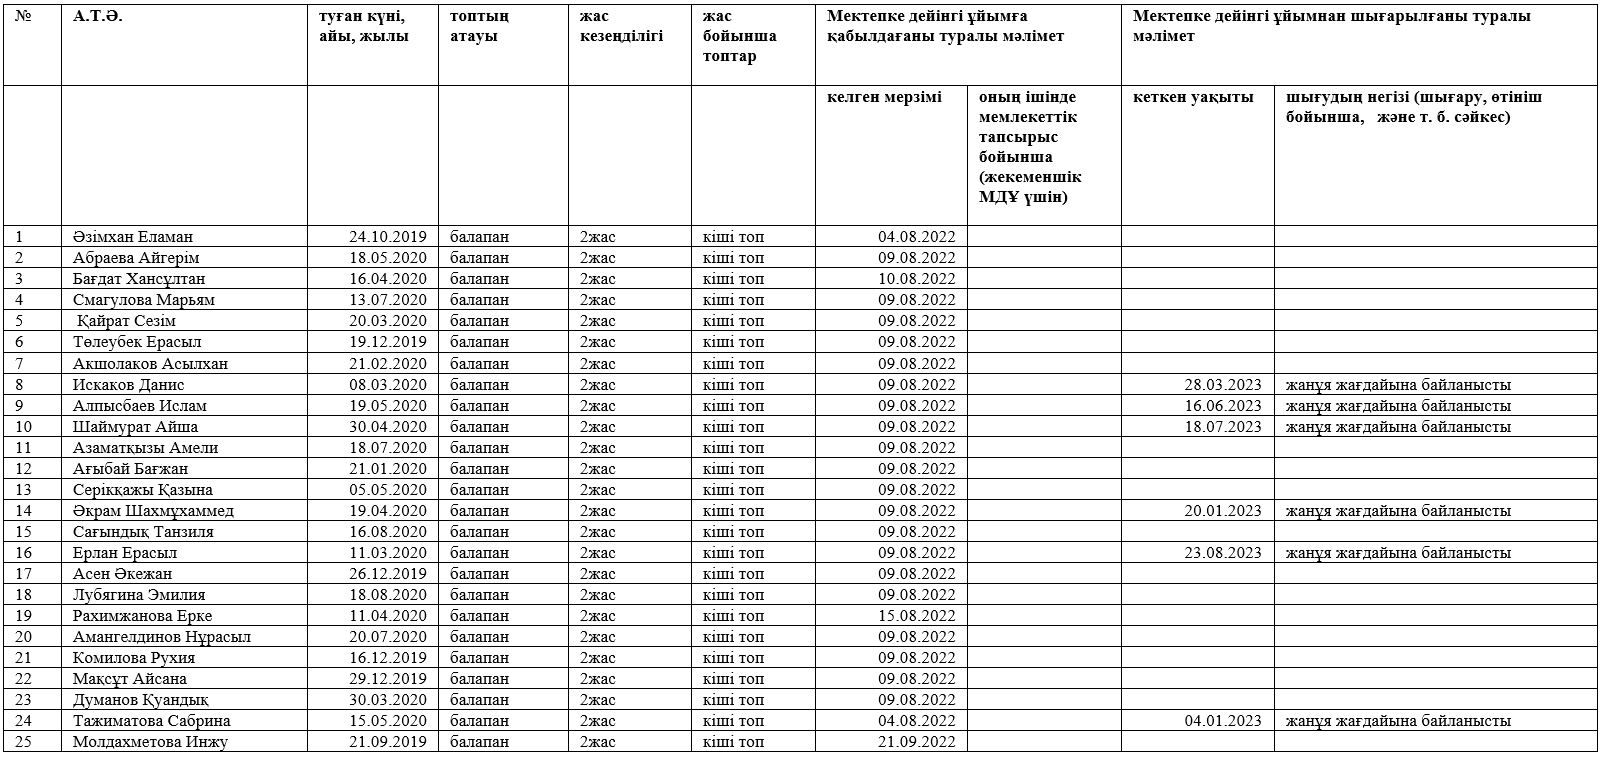 № А.Т.Ә. туған күні, айы, жылы топтың атауы жас кезеңділігі жас бойынша топтар Мектепке дейінгі ұйымға қабылдағаны туралы мәлімет Мектепке дейінгі ұйымнан шығарылғаны туралы мәлімет
келген мерзімі оның ішінде мемлекеттік тапсырыс бойынша (жекеменшік МДҰ үшін) кеткен уақыты шығудың негізі (шығару, өтініш бойынша, және т. б. сәйкес)
1 Әзімхан Еламан 24.10.2019 балапан 2жас кіші топ 04.08.2022
2 Абраева Айгерім 18.05.2020 балапан 2жас кіші топ 09.08.2022
3 Бағдат Хансұлтан 16.04.2020 балапан 2жас кіші топ 10.08.2022
4 Смагулова Марьям 13.07.2020 балапан 2жас кіші топ 09.08.2022
5 Қайрат Сезім 20.03.2020 балапан 2жас кіші топ 09.08.2022
6 Төлеубек Ерасыл 19.12.2019 балапан 2жас кіші топ 09.08.2022
7 Акшолаков Асылхан 21.02.2020 балапан 2жас кіші топ 09.08.2022
8 Искаков Данис 08.03.2020 балапан 2жас кіші топ 09.08.2022 28.03.2023 жанұя жағдайына байланысты
9 Алпысбаев Ислам 19.05.2020 балапан 2жас кіші топ 09.08.2022 16.06.2023 жанұя жағдайына байланысты
10 Шаймурат Айша 30.04.2020 балапан 2жас кіші топ 09.08.2022 18.07.2023 жанұя жағдайына байланысты
11 Азаматқызы Амели 18.07.2020 балапан 2жас кіші топ 09.08.2022
12 Ағыбай Бағжан 21.01.2020 балапан 2жас кіші топ 09.08.2022
13 Серікқажы Қазына 05.05.2020 балапан 2жас кіші топ 09.08.2022
14 Әкрам Шахмұхаммед 19.04.2020 балапан 2жас кіші топ 09.08.2022 20.01.2023 жанұя жағдайына байланысты
15 Сағындық Танзиля 16.08.2020 балапан 2жас кіші топ 09.08.2022
16 Ерлан Ерасыл 11.03.2020 балапан 2жас кіші топ 09.08.2022 23.08.2023 жанұя жағдайына байланысты
17 Асен Әкежан 26.12.2019 балапан 2жас кіші топ 09.08.2022
18 Лубягина Эмилия 18.08.2020 балапан 2жас кіші топ 09.08.2022
19 Рахимжанова Ерке 11.04.2020 балапан 2жас кіші топ 15.08.2022
20 Амангелдинов Нұрасыл 20.07.2020 балапан 2жас кіші топ 09.08.2022
21 Комилова Рухия 16.12.2019 балапан 2жас кіші топ 09.08.2022
22 Мақсұт Айсана 29.12.2019 балапан 2жас кіші топ 09.08.2022
23 Думанов Қуандық 30.03.2020 балапан 2жас кіші топ 09.08.2022
24 Тажиматова Сабрина 15.05.2020 балапан 2жас кіші топ 04.08.2022 04.01.2023 жанұя жағдайына байланысты
25 Молдахметова Инжу 21.09.2019 балапан 2жас кіші топ 21.09.2022